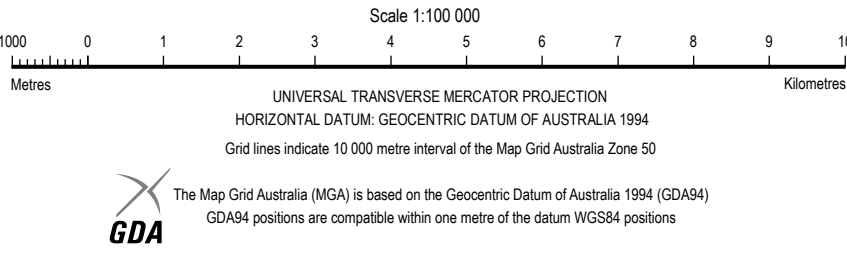 Scale 1:100 000
1000 0 1 2 3 4 5 6 7 8 9 10
Metres Kilometres
UNIVERSAL TRANSVERSE MERCATOR PROJECTION
HORIZONTAL DATUM: GEOCENTRIC DATUM OF AUSTRALIA 1994
Grid lines indicate 10 000 metre interval of the Map Grid Australia Zone 50
The Map Grid Australia (MGA) is based on the Geocentric Datum of Australia 1994 (GDA94)
GDA94 positions are compatible within one metre of the datum WGS84 positions
GDA